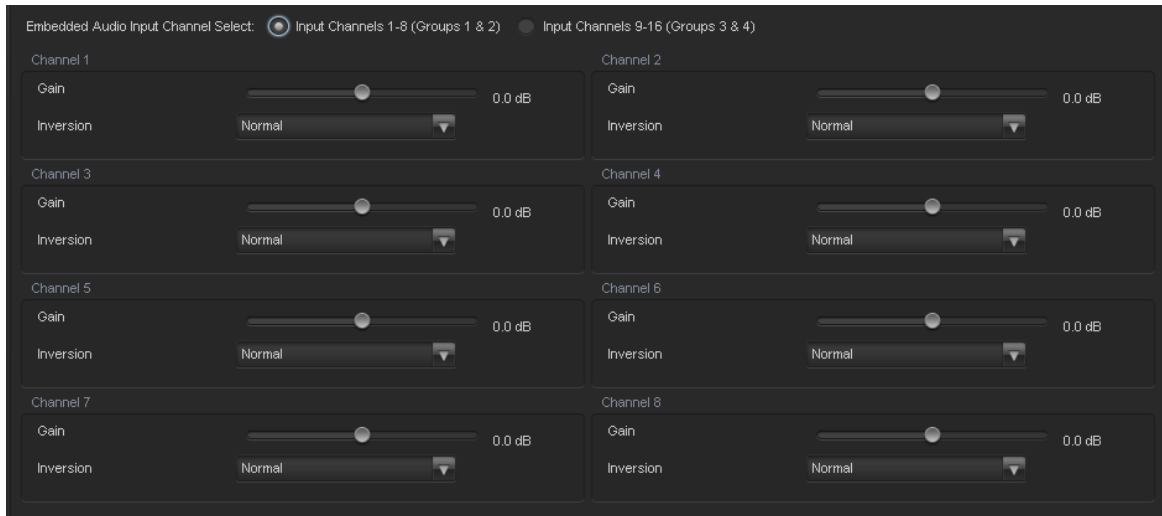 Embedded Audio Input Channel Select: Input Channels 1-8 (Groups 1 & 2) Input Channels 9-16 (Groups 3 & 4)
Channel 1
Gain 0.0 dB
Inversion Normal
Channel 2
Gain 0.0 dB
Inversion Normal
Channel 3
Gain 0.0 dB
Inversion Normal
Channel 4
Gain 0.0 dB
Inversion Normal
Channel 5
Gain 0.0 dB
Inversion Normal
Channel 6
Gain 0.0 dB
Inversion Normal
Channel 7
Gain 0.0 dB
Inversion Normal
Channel 8
Gain 0.0 dB
Inversion Normal